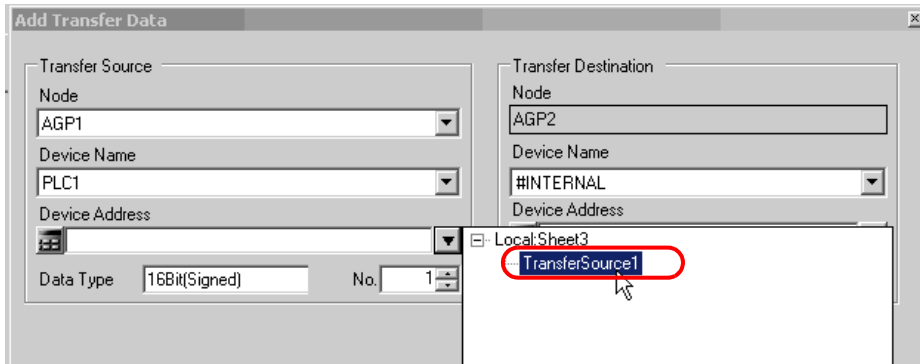 Add Transfer Data
Transfer Source
Node
AGP1
Device Name
PLC1
Device Address
Data Type 16Bit(Signed) No. 1
Transfer Destination
Node
AGP2
Device Name
#INTERNAL
Device Address
Local:Sheet3
TransferSource1